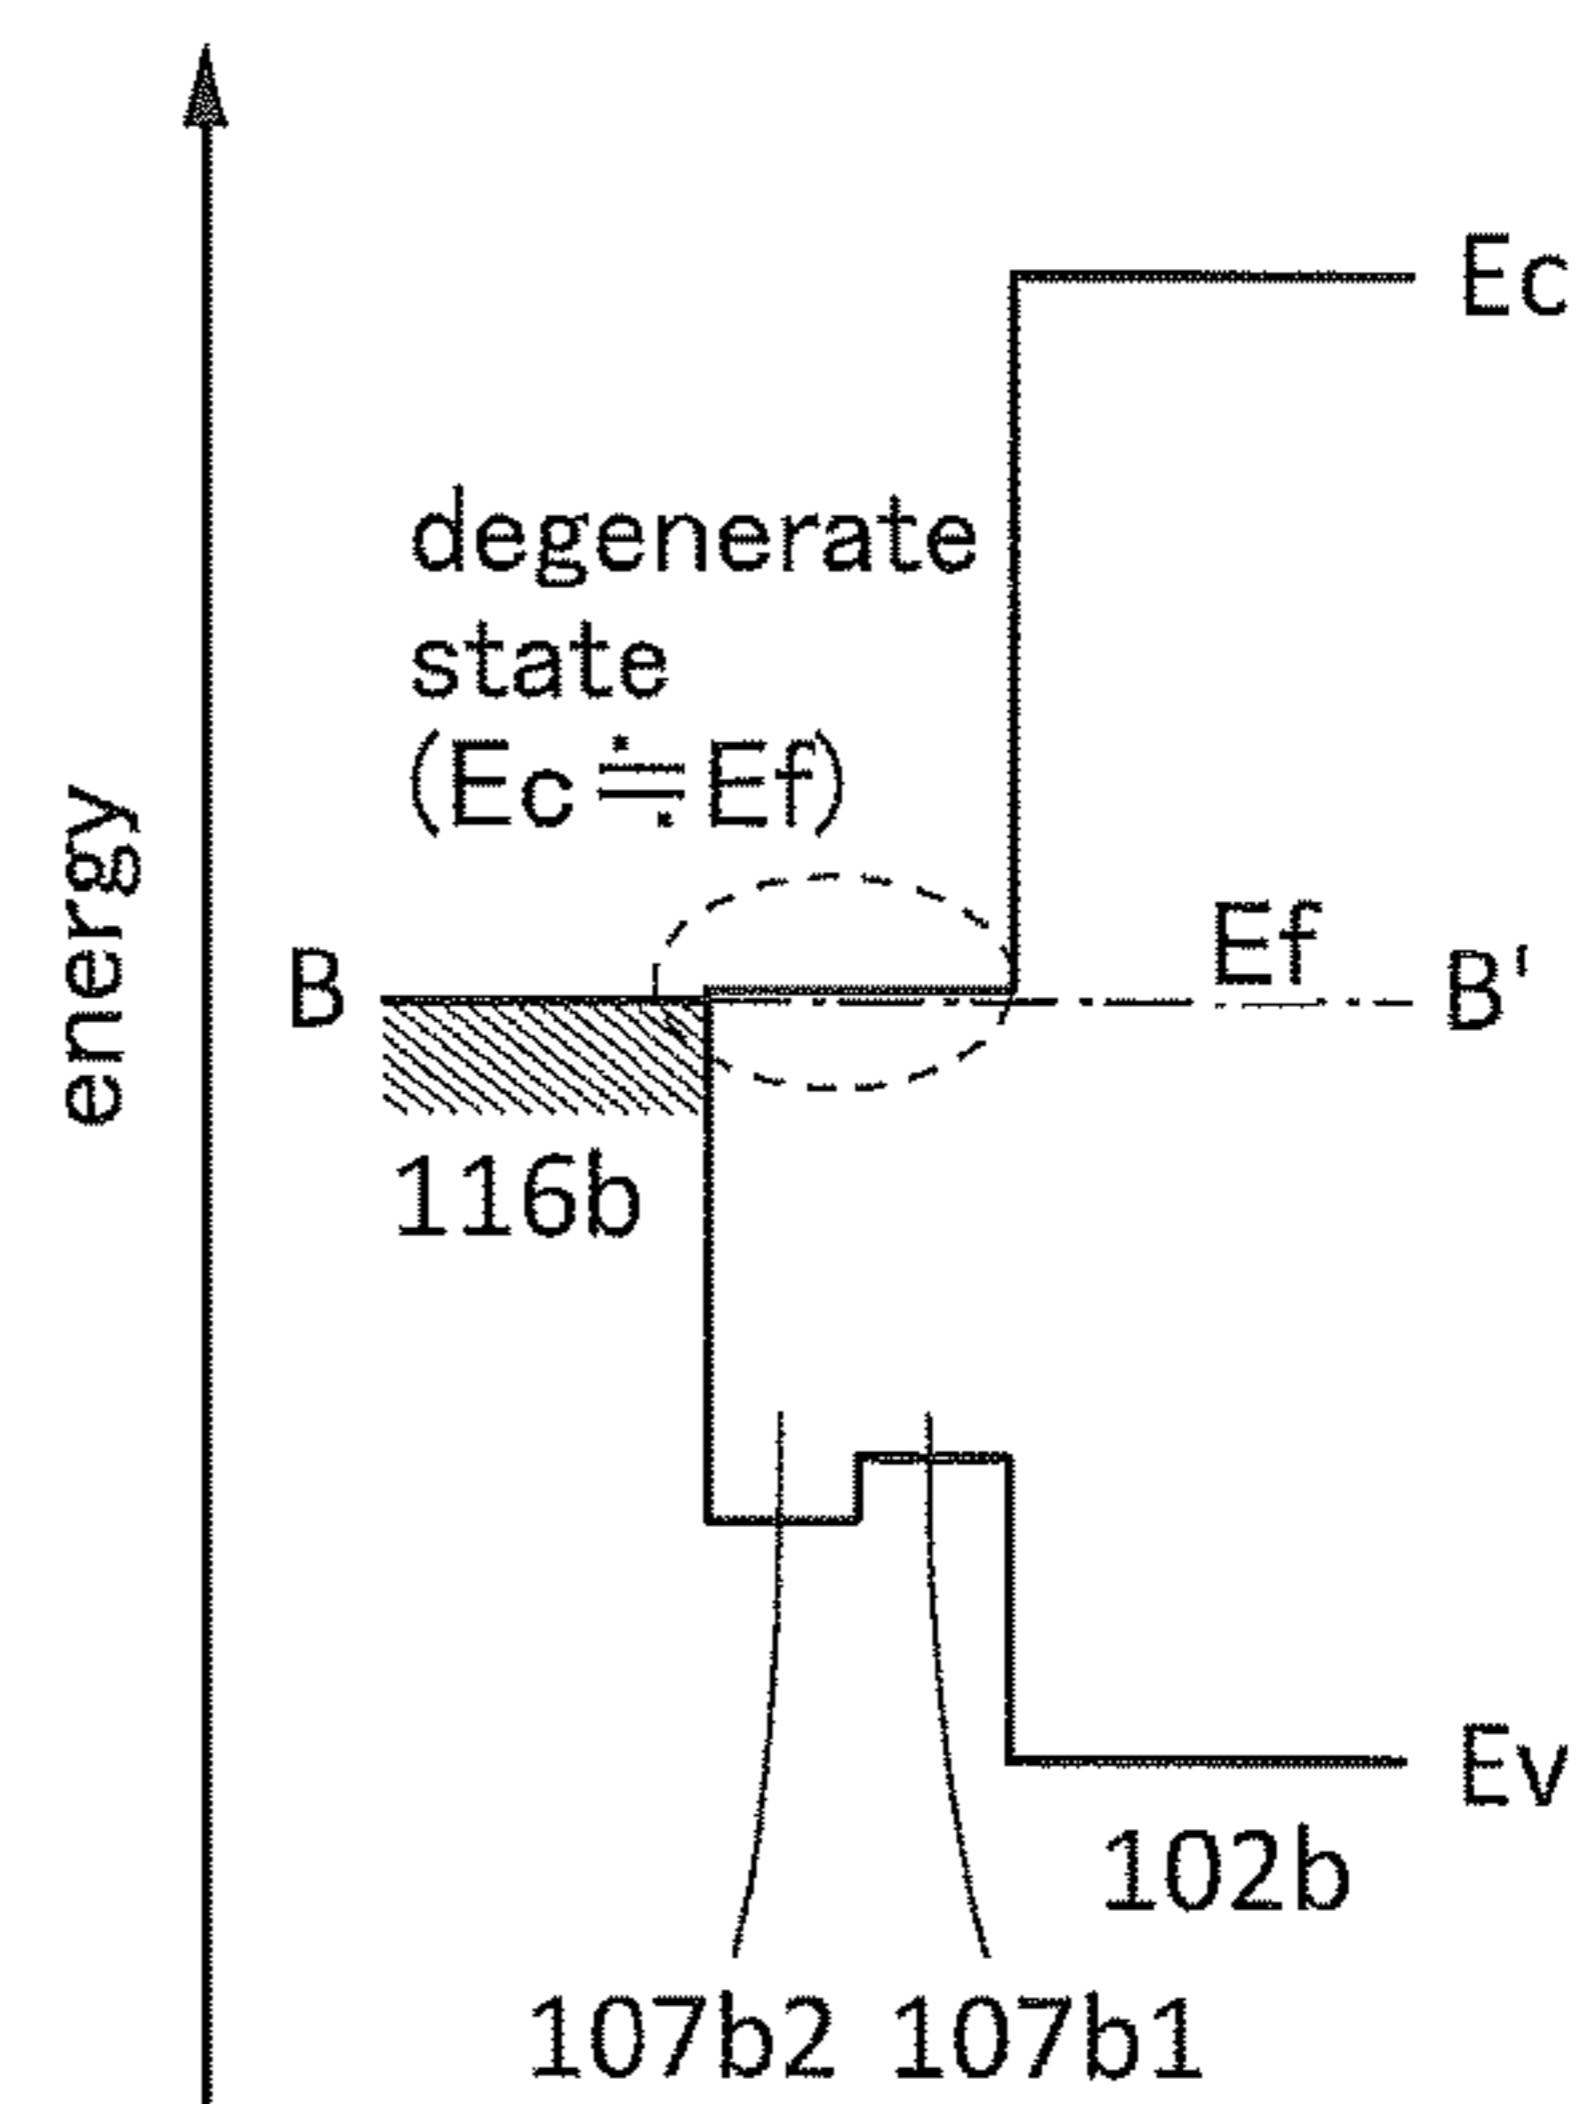 Ec
degenerate
state
(Ec≒Ef)
energy
Ef
B
B'
116b
Ev
102b
107b2
107b1